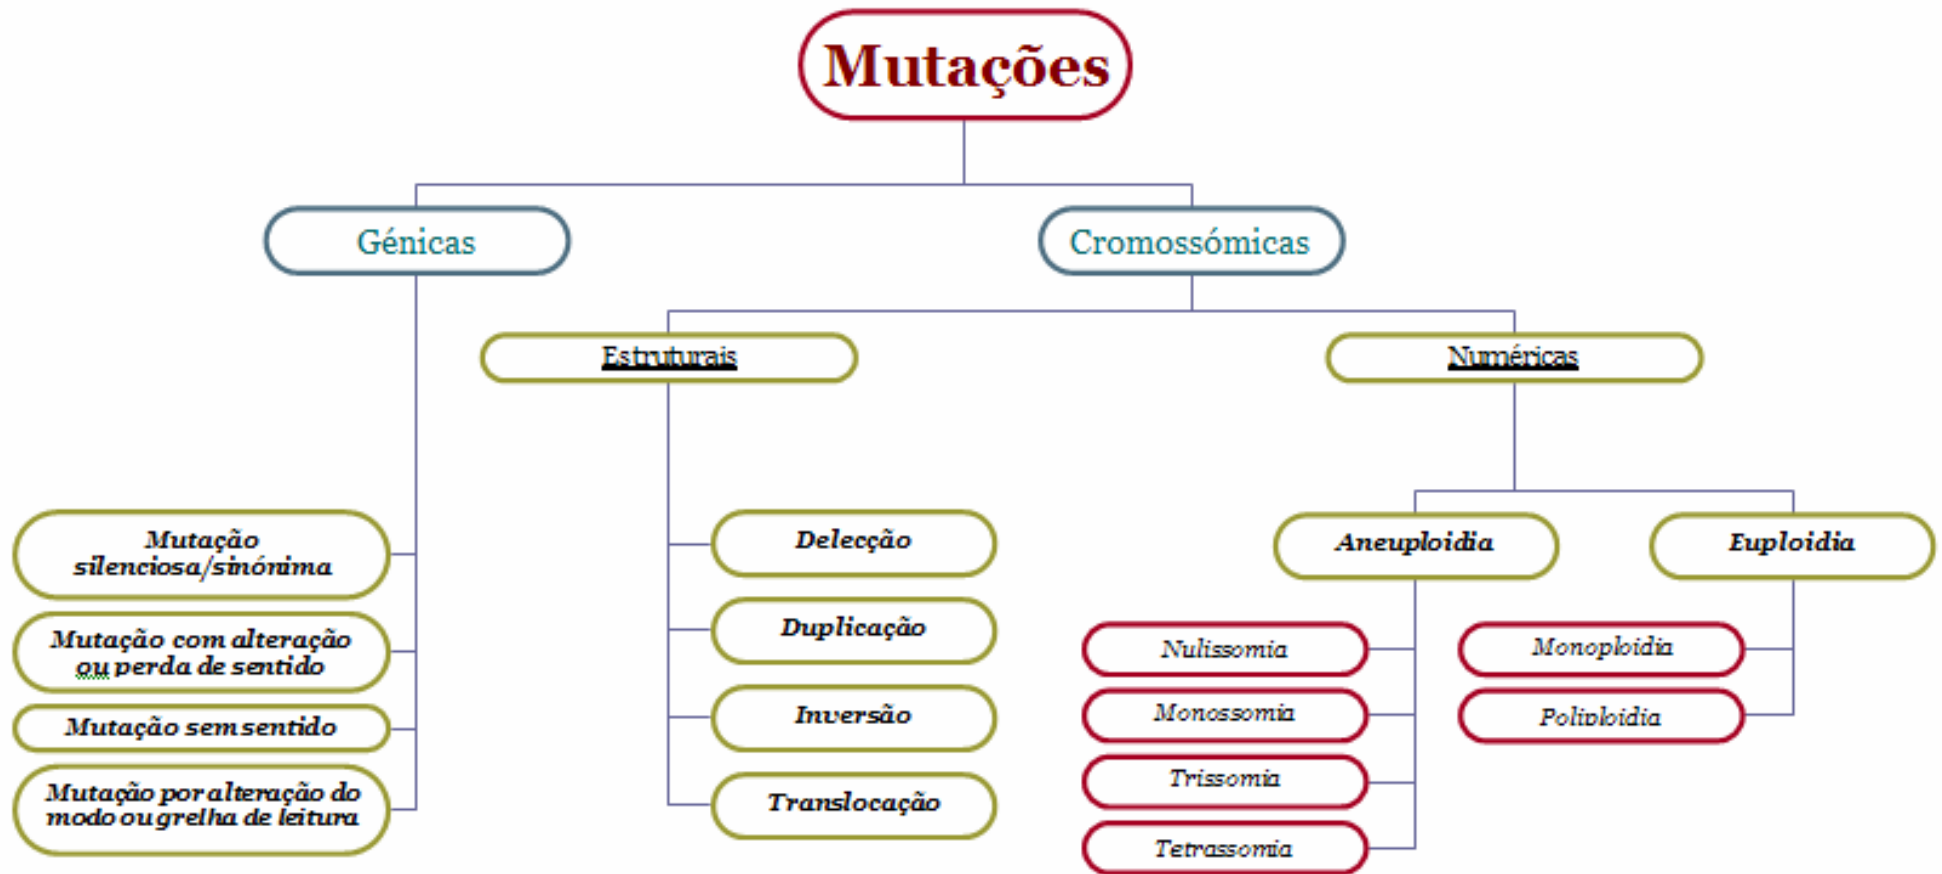 Mutações
Génicas
Cromossómicas
Estruturais
Numéricas
Mutação
silenciosa/sinónima
Mutação com alteração
ou perda de sentido
Mutação sem sentido
Mutação por alteração do
modo ou grelha de leitura
Delecção
Duplicação
Inversão
Translocação
Aneuploidia
Euploidia
Nulissomia
Monossomia
Trissomia
Tetrassomia
Monoploidia
Poliploidia